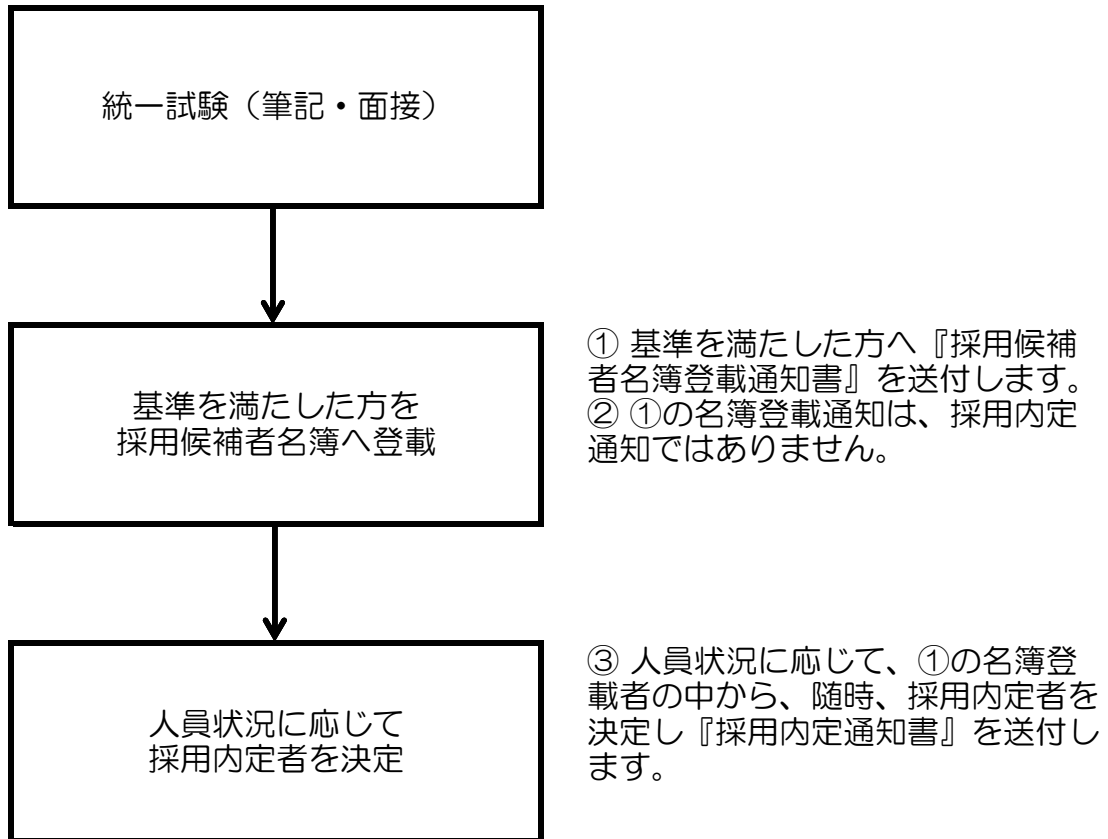 統一試験（筆記・面接）
基準を満たした方を
採用候補者名簿へ登載
① 基準を満たした方へ『採用候補
者名簿登載通知書』を送付します。
② ①の名簿登載通知は、採用内定
通知ではありません。
人員状況に応じて
採用内定者を決定
③ 人員状況に応じて、①の名簿登
載者の中から、随時、採用内定者を
決定し『採用内定通知書』を送付し
ます。